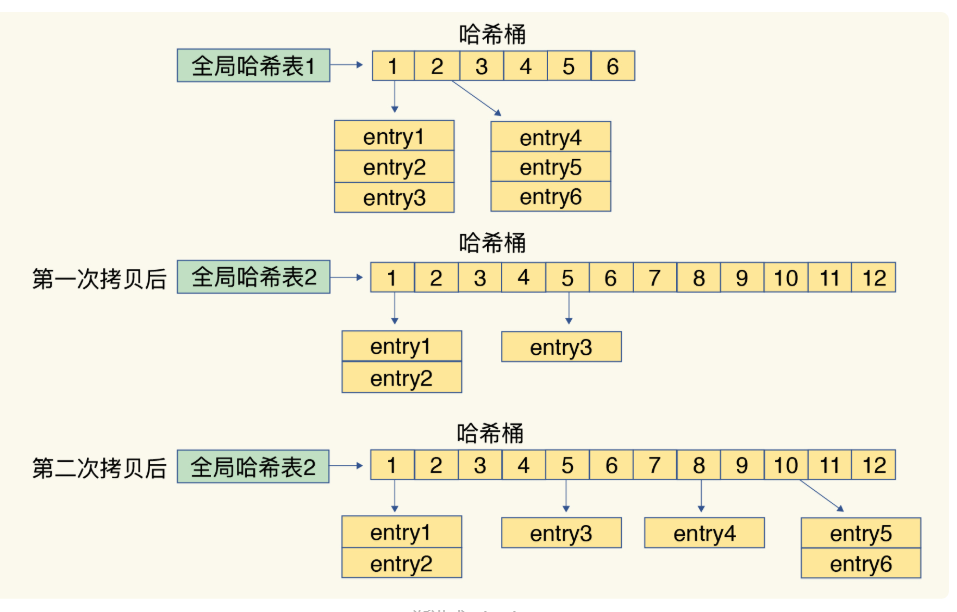 哈希桶
全局哈希表1
1 2 3 4 5 6
entry1
entry2
entry3
entry4
entry5
entry6
哈希桶
第一次拷贝后
全局哈希表2
1 2 3 4 5 6 7 8 9 10 11 12
entry1
entry2
entry3
哈希桶
第二次拷贝后
全局哈希表2
1 2 3 4 5 6 7 8 9 10 11 12
entry1
entry2
entry3
entry4
entry5
entry6